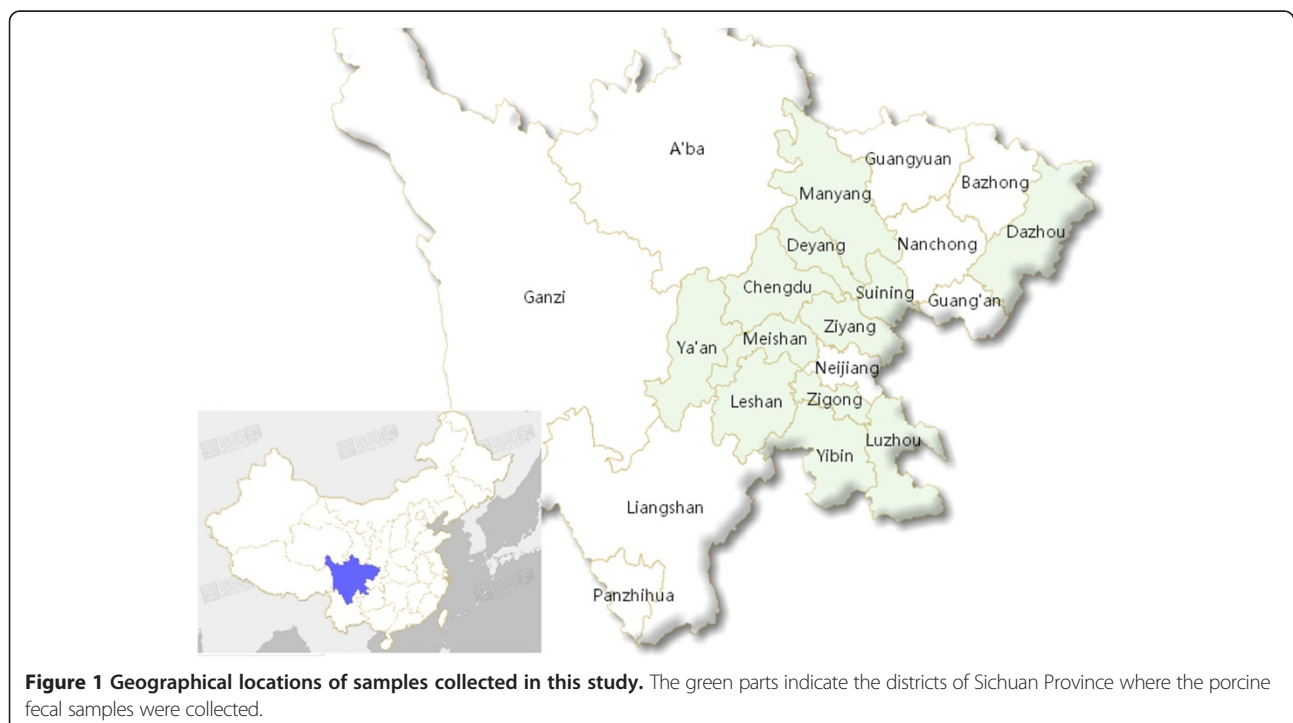 A'ba
Guangyuan
Bazhong
Manyang
Dazhou
Nanchong
Deyang
Chengdu
Suining
Ganzi
Guang'an
Ziyang
Meishan
Ya'an
Neijiang
Leshan
Zigong
Luzhou
Yibin
Liangshan
Panzhihua
Figure 1 Geographical locations of samples collected in this study. The green parts indicate the districts of Sichuan Province where the porcine
fecal samples were collected.